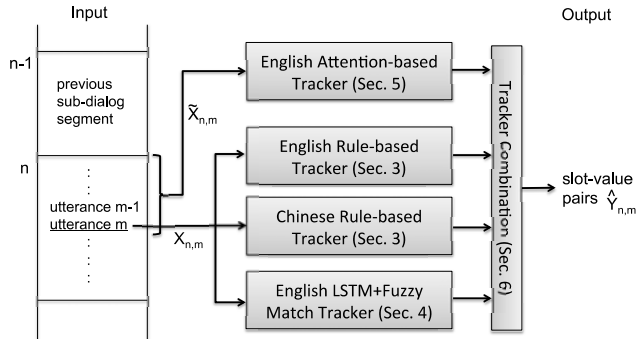 Input
Output
n-1
previous
sub-dialog
segment
n
utterance m-1
utterance m
X̃n,m
Xn,m
English Attention-based
Tracker (Sec. 5)
English Rule-based
Tracker (Sec. 3)
Chinese Rule-based
Tracker (Sec. 3)
English LSTM+Fuzzy
Match Tracker (Sec. 4)
Tracker Combination (Sec. 6)
slot-value
pairs Ŷn,m